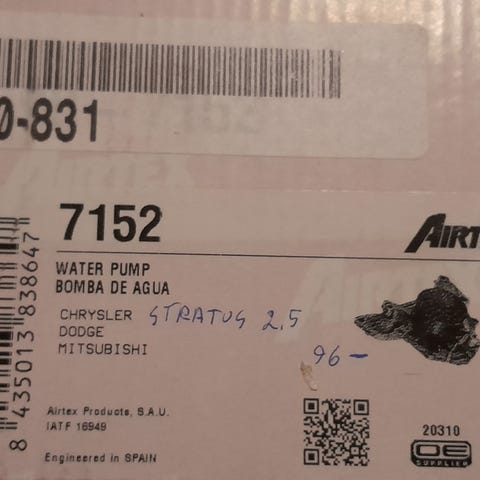 0-831
7152
AIRT
WATER PUMP
BOMBA DE AGUA
CHRYSLER STRATUS 2.5
DODGE
MITSUBISHI
96-
8 435013 838647
Airtex Products, S.A.U.
IATF 16949
Engineered in SPAIN
20310
OE
SUPPLIER